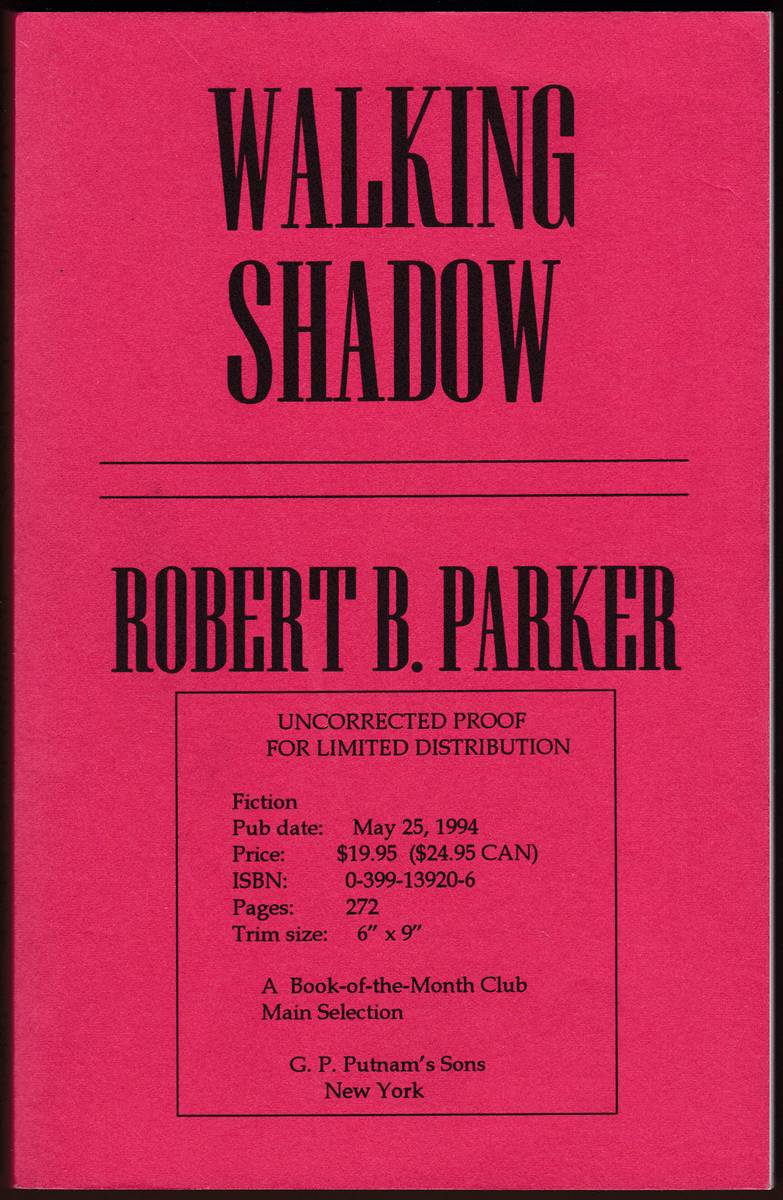 WALKING
SHADOW
ROBERT B. PARKER
UNCORRECTED PROOF
FOR LIMITED DISTRIBUTION
Fiction
Pub date: May 25, 1994
Price: $19.95 ($24.95 CAN)
ISBN: 0-399-13920-6
Pages: 272
Trim size: 6″ x 9″
A Book-of-the-Month Club
Main Selection
G. P. Putnam's Sons
New York